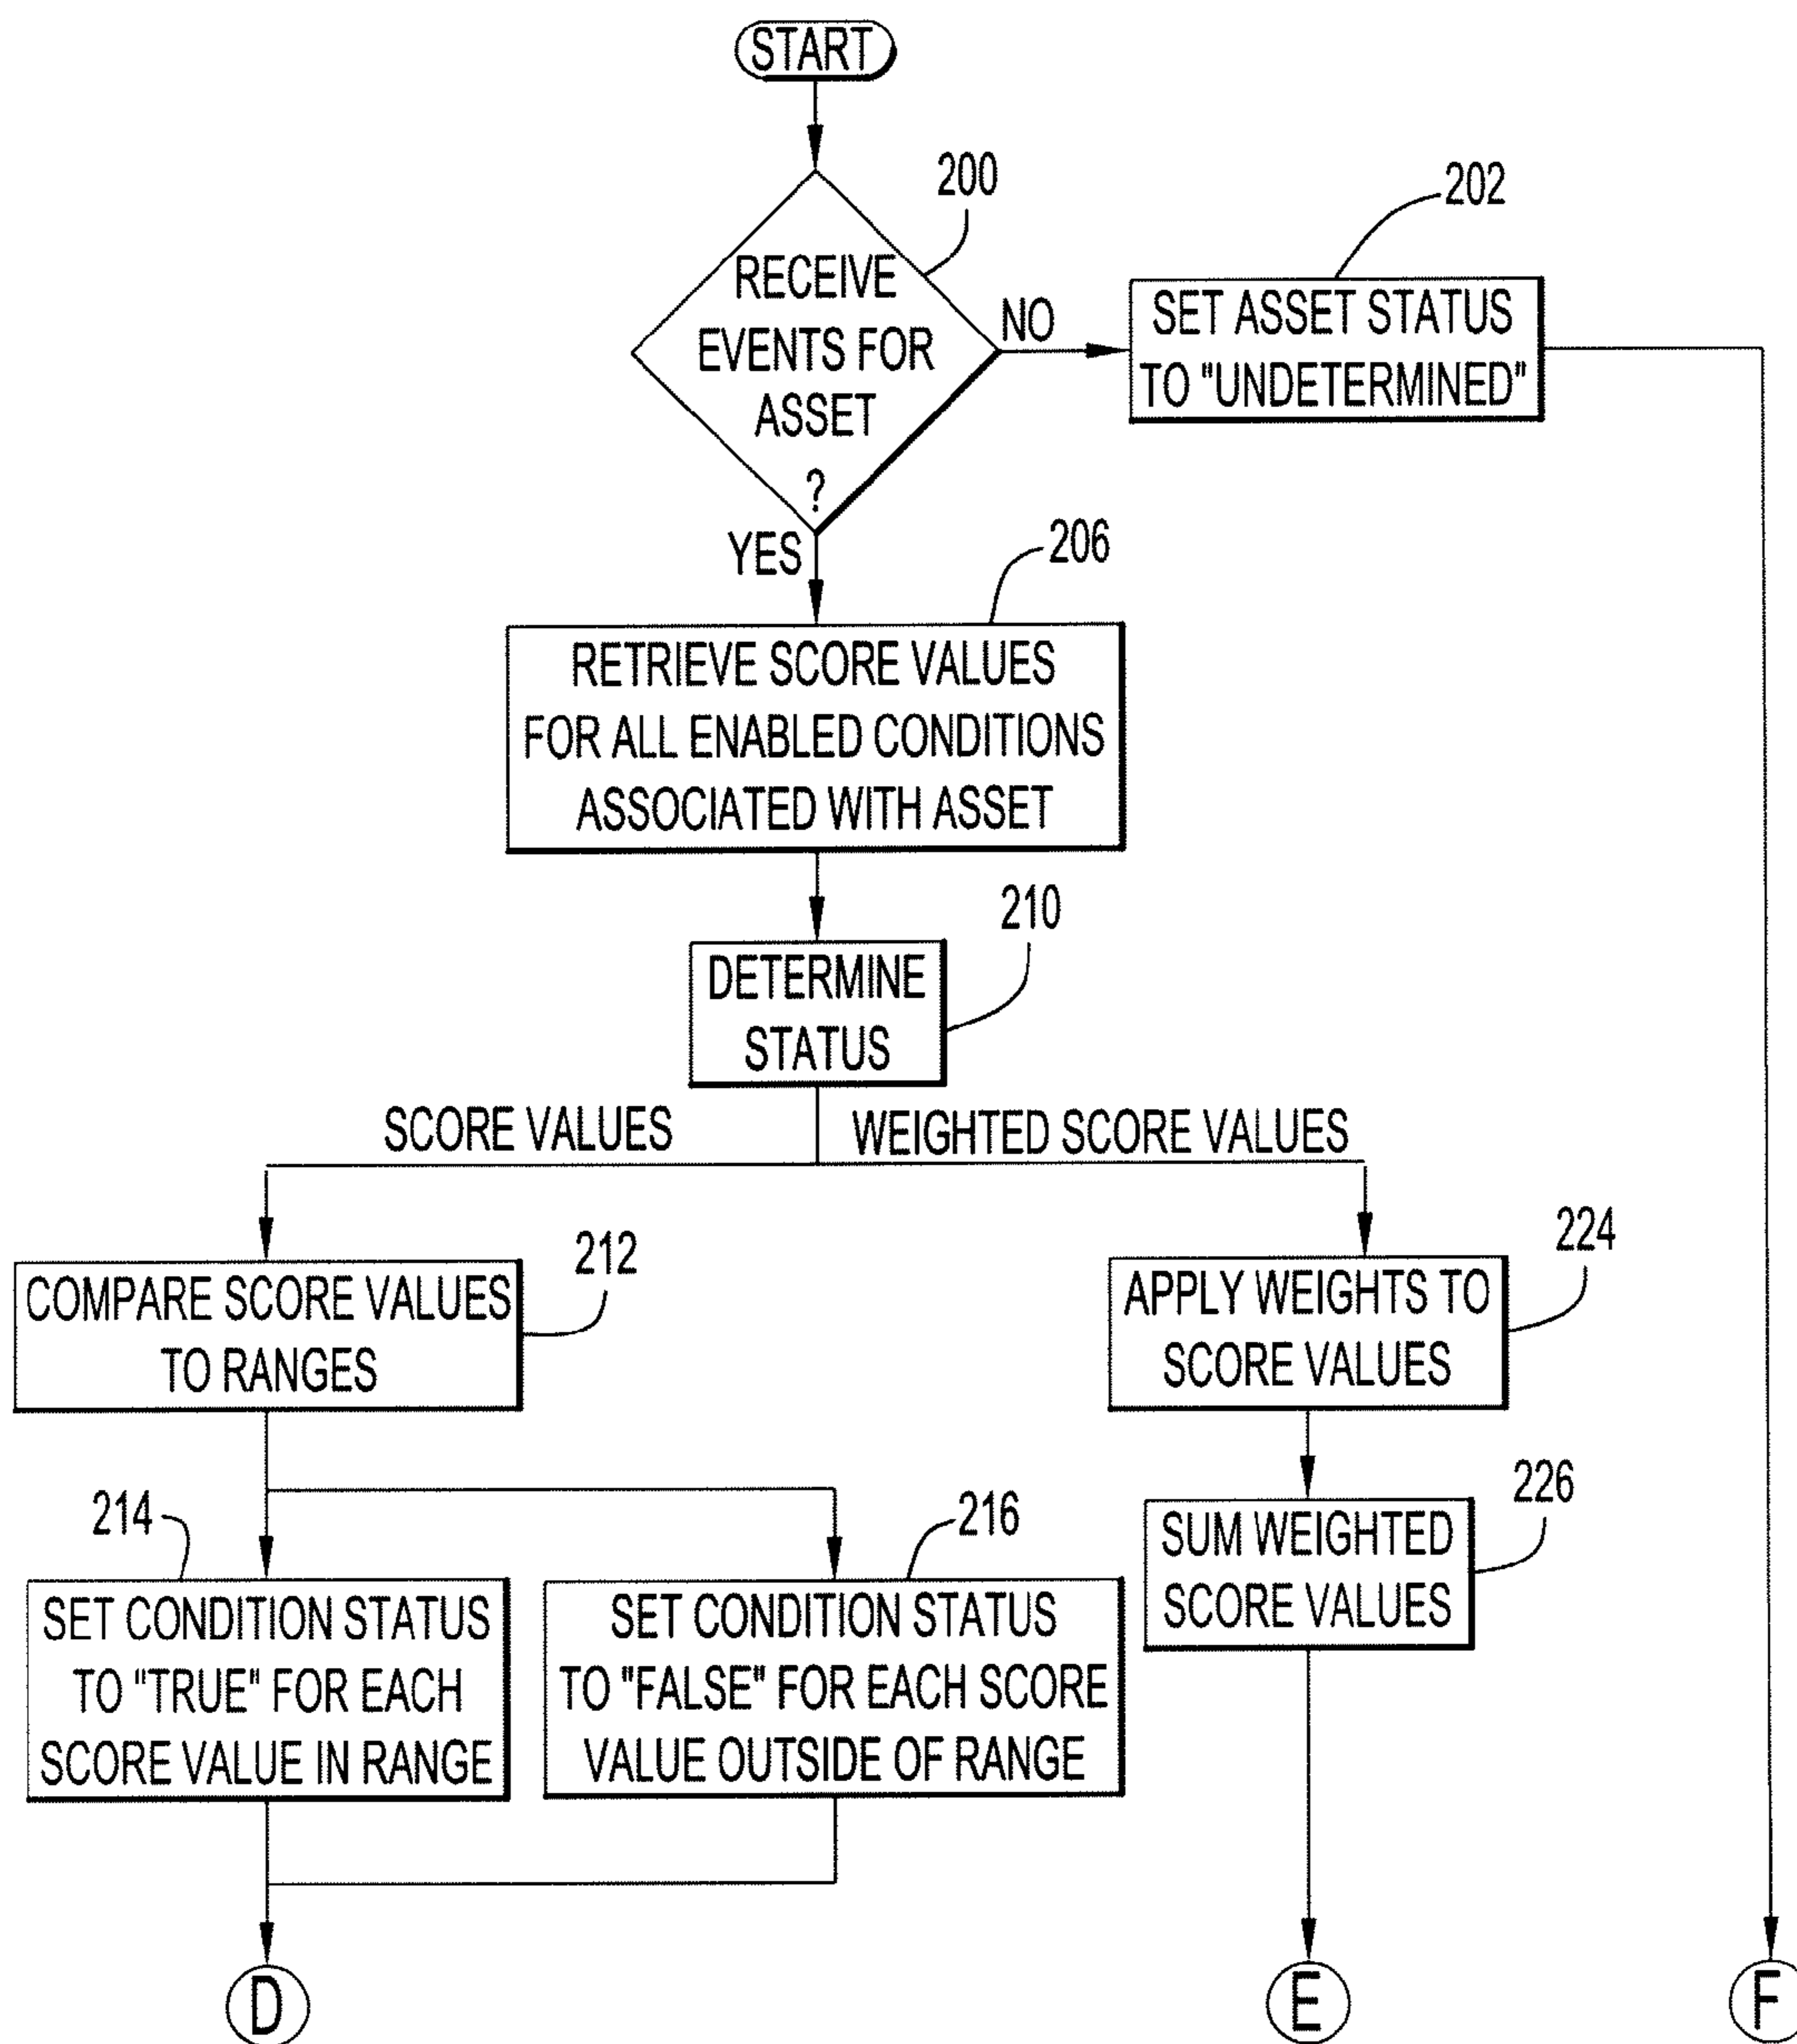 START
200
RECEIVE
EVENTS FOR
ASSET
?
NO
202
SET ASSET STATUS
TO "UNDETERMINED"
YES
206
RETRIEVE SCORE VALUES
FOR ALL ENABLED CONDITIONS
ASSOCIATED WITH ASSET
210
DETERMINE
STATUS
SCORE VALUES
WEIGHTED SCORE VALUES
212
COMPARE SCORE VALUES
TO RANGES
224
APPLY WEIGHTS TO
SCORE VALUES
214
SET CONDITION STATUS
TO "TRUE" FOR EACH
SCORE VALUE IN RANGE
216
SET CONDITION STATUS
TO "FALSE" FOR EACH SCORE
VALUE OUTSIDE OF RANGE
226
SUM WEIGHTED
SCORE VALUES
D
E
F